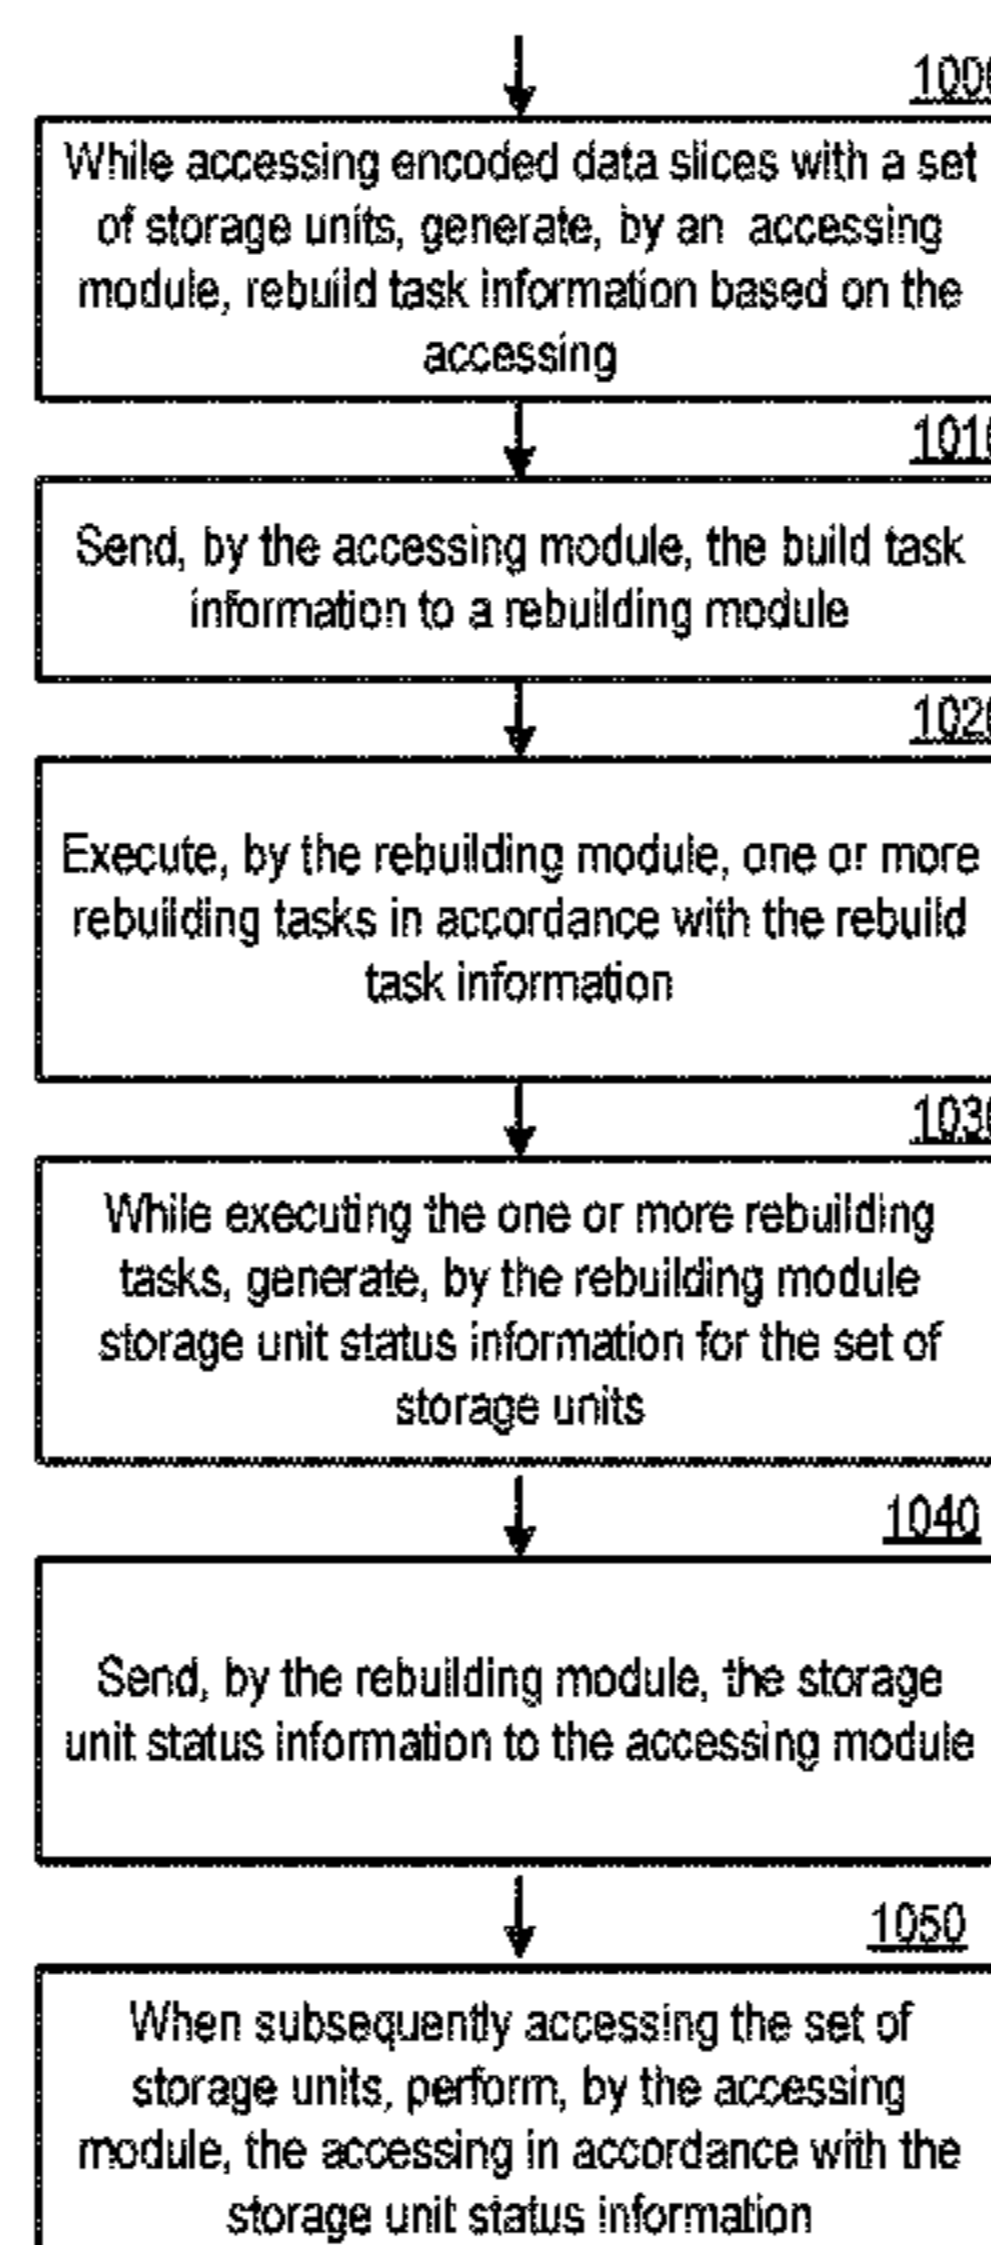 1000
While accessing encoded data slices with a set
of storage units, generate, by an accessing
module, rebuild task information based on the
accessing
1010
Send, by the accessing module, the build task
information to a rebuilding module
1020
Execute, by the rebuilding module, one or more
rebuilding tasks in accordance with the rebuild
task information
1030
While executing the one or more rebuilding
tasks, generate, by the rebuilding module
storage unit status information for the set of
storage units
1040
Send, by the rebuilding module, the storage
unit status information to the accessing module
1050
When subsequently accessing the set of
storage units, perform, by the accessing
module, the accessing in accordance with the
storage unit status information